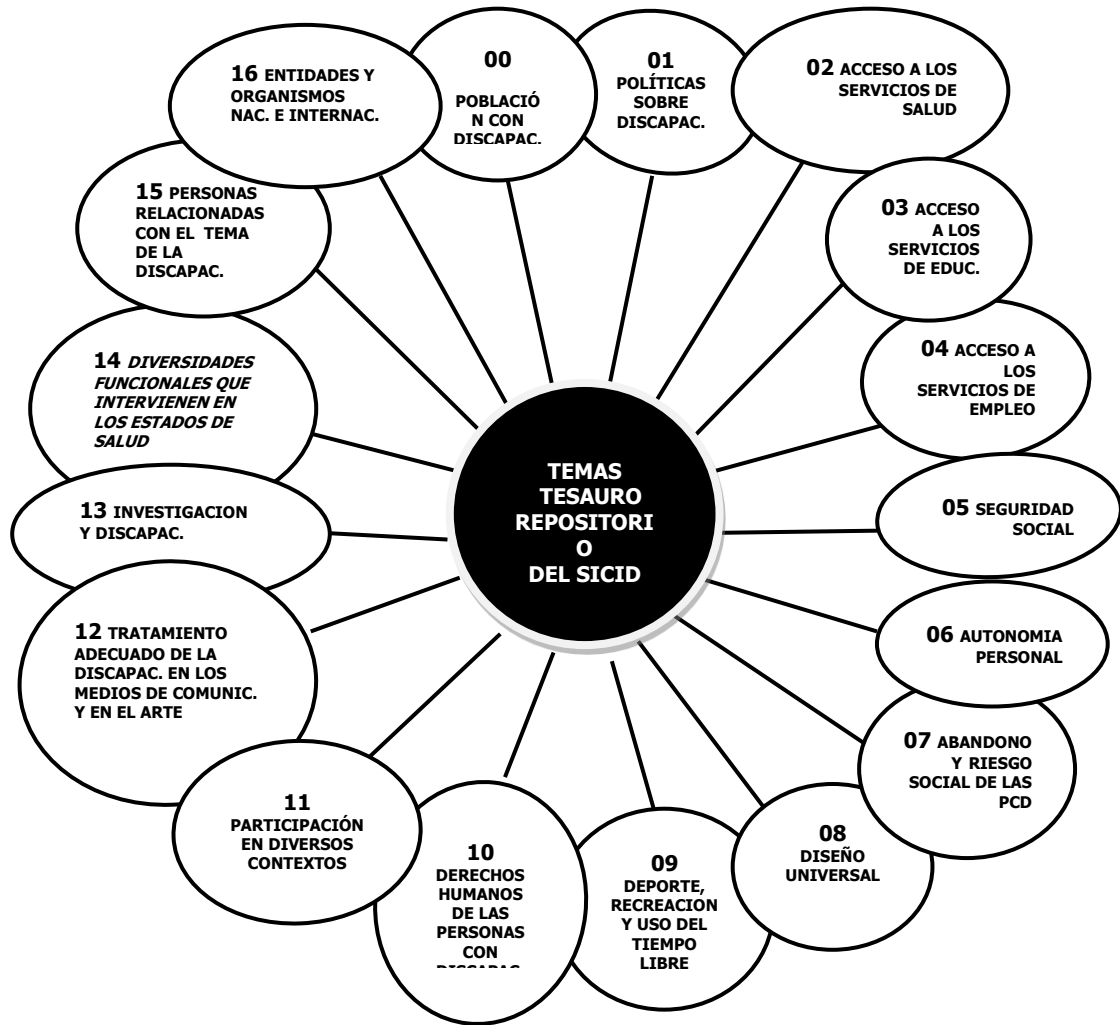 00
POBLACIÓ
N CON
DISCAPAC.
01
POLÍTICAS
SOBRE
DISCAPAC.
02 ACCESO A LOS
SERVICIOS DE
SALUD
03 ACCESO
A LOS
SERVICIOS
DE EDUC.
04 ACCESO A
LOS
SERVICIOS DE
EMPLEO
05 SEGURIDAD
SOCIAL
06 AUTONOMIA
PERSONAL
07 ABANDONO
Y RIESGO
SOCIAL DE LAS
PCD
08
DISEÑO
UNIVERSAL
09
DEPORTE,
RECREACION
Y USO DEL
TIEMPO
LIBRE
10
DERECHOS
HUMANOS
DE LAS
PERSONAS
CON
11
PARTICIPACIÓN
EN DIVERSOS
CONTEXTOS
12 TRATAMIENTO
ADECUADO DE LA
DISCAPAC. EN LOS
MEDIOS DE COMUNIC.
Y EN EL ARTE
13 INVESTIGACION
Y DISCAPAC.
14 DIVERSIDADES
FUNCIONALES QUE
INTERVIENEN EN
LOS ESTADOS DE
SALUD
15 PERSONAS
RELACIONADAS
CON EL TEMA
DE LA
DISCAPAC.
16 ENTIDADES Y
ORGANISMOS
NAC. E INTERNAC.
TEMAS
TESAURO
REPOSITORI
O
DEL SICID